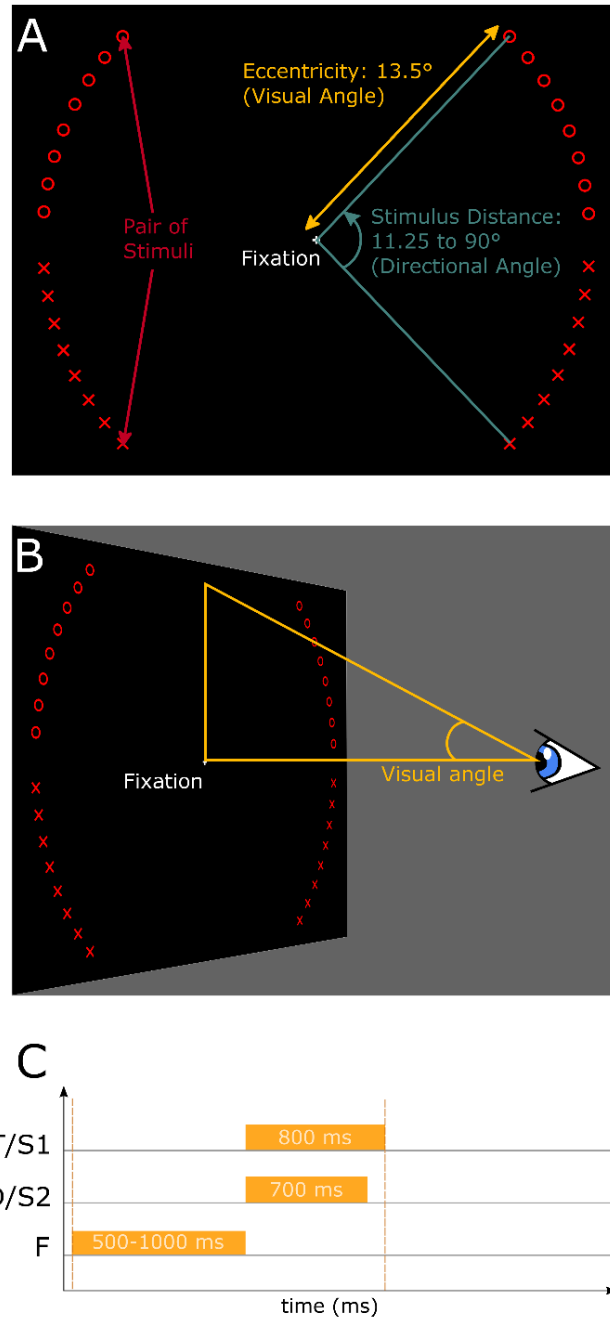 A
Eccentricity: 13.5°
(Visual Angle)
Pair of
Stimuli
Stimulus Distance:
11.25 to 90°
(Directional Angle)
Fixation
B
Fixation
Visual angle
C
T/S1
800 ms
/S2
700 ms
F
500-1000 ms
time (ms)